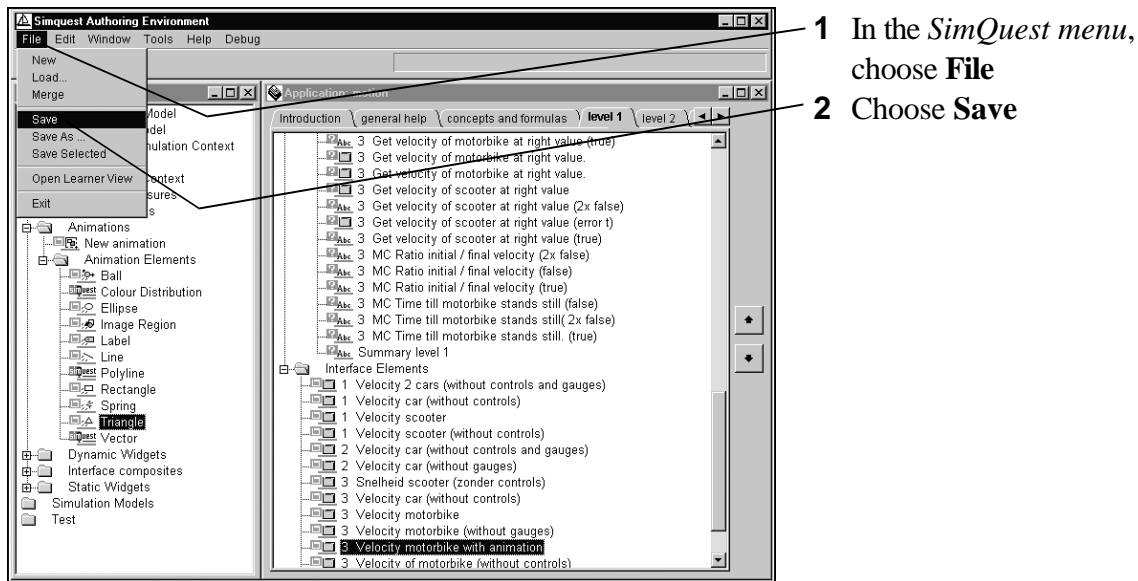 Simquest Authoring Environment
File Edit Window Tools Help Debug
New
Load...
Merge
Save
Save As ...
Save Selected
Open Learner View
Exit
Model
del
nulation Context
ontext
sures
s
Animations
New animation
Animation Elements
Ball
Colour Distribution
Ellipse
Image Region
Label
Line
Polyline
Rectangle
Spring
Triangle
Vector
Dynamic Widgets
Interface composites
Static Widgets
Simulation Models
Test
Application: motion
Introduction general help concepts and formulas level 1 level 2
3 Get velocity of motorbike at right value (true)
3 Get velocity of motorbike at right value.
3 Get velocity of motorbike at right value.
3 Get velocity of scooter at right value
3 Get velocity of scooter at right value (2x false)
3 Get velocity of scooter at right value (error t)
3 Get velocity of scooter at right value (true)
3 MC Ratio initial / final velocity (2x false)
3 MC Ratio initial / final velocity (false)
3 MC Ratio initial / final velocity (true)
3 MC Time till motorbike stands still (false)
3 MC Time till motorbike stands still( 2x false)
3 MC Time till motorbike stands still. (true)
Summary level 1
Interface Elements
1 Velocity 2 cars (without controls and gauges)
1 Velocity car (without controls)
1 Velocity scooter
1 Velocity scooter (without controls)
2 Velocity car (without controls and gauges)
2 Velocity car (without gauges)
3 Snelheid scooter (zonder controls)
3 Velocity car (without controls)
3 Velocity motorbike
3 Velocity motorbike (without gauges)
3 Velocity motorbike with animation
3 Velocity of motorbike (without controls)
1 In the SimQuest menu,
choose File
2 Choose Save